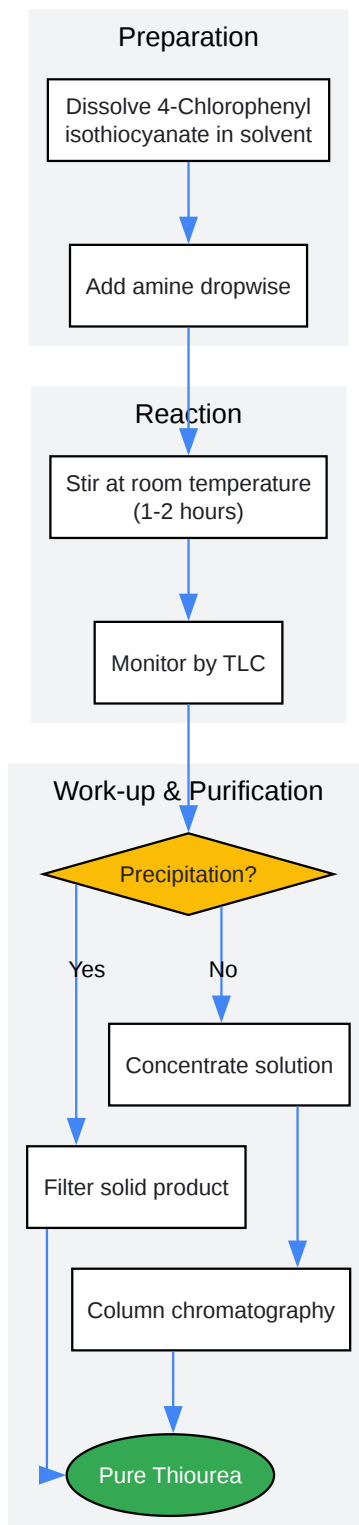 Preparation
Dissolve 4-Chlorophenyl
isothiocyanate in solvent
Add amine dropwise
Reaction
Stir at room temperature
(1-2 hours)
Monitor by TLC
Work-up & Purification
Precipitation?
Yes
No
Concentrate solution
Filter solid product
Column chromatography
Pure Thiourea